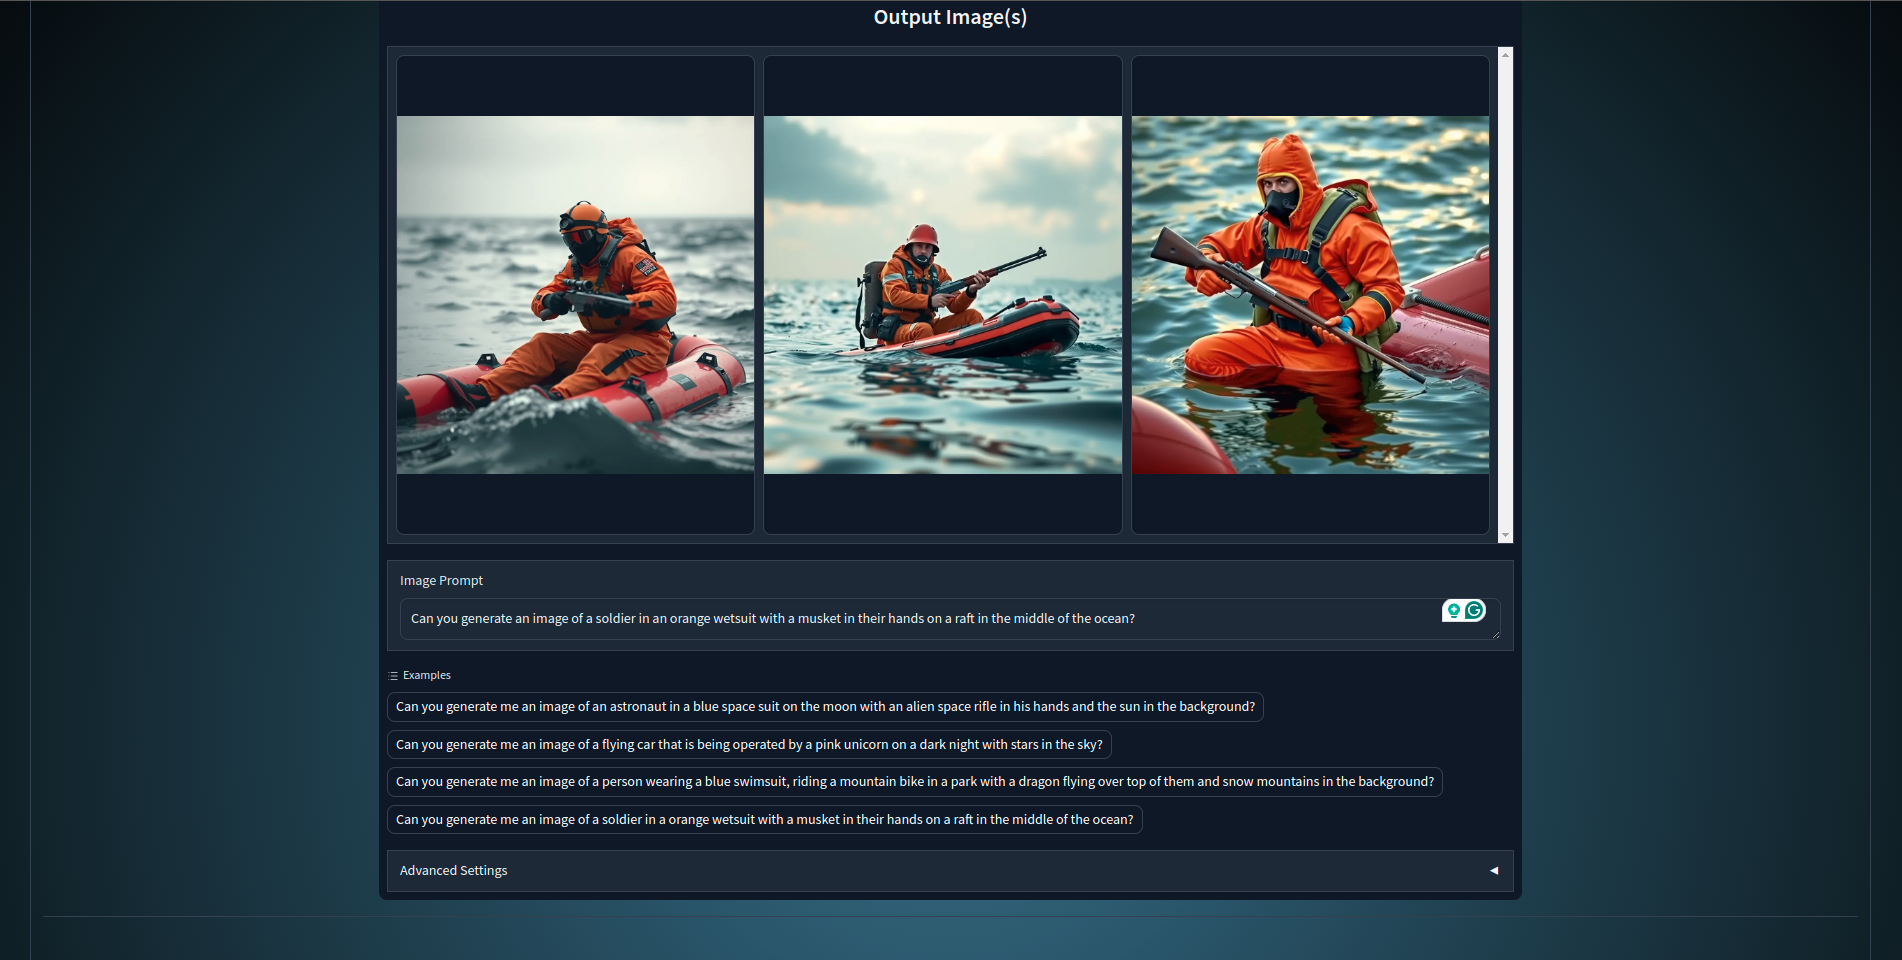 Output Image(s)
Image Prompt
Can you generate an image of a soldier in an orange wetsuit with a musket in their hands on a raft in the middle of the ocean?
Examples
Can you generate me an image of an astronaut in a blue space suit on the moon with an alien space rifle in his hands and the sun in the background?
Can you generate me an image of a flying car that is being operated by a pink unicorn on a dark night with stars in the sky?
Can you generate me an image of a person wearing a blue swimsuit, riding a mountain bike in a park with a dragon flying over top of them and snow mountains in the background?
Can you generate me an image of a soldier in a orange wetsuit with a musket in their hands on a raft in the middle of the ocean?
Advanced Settings